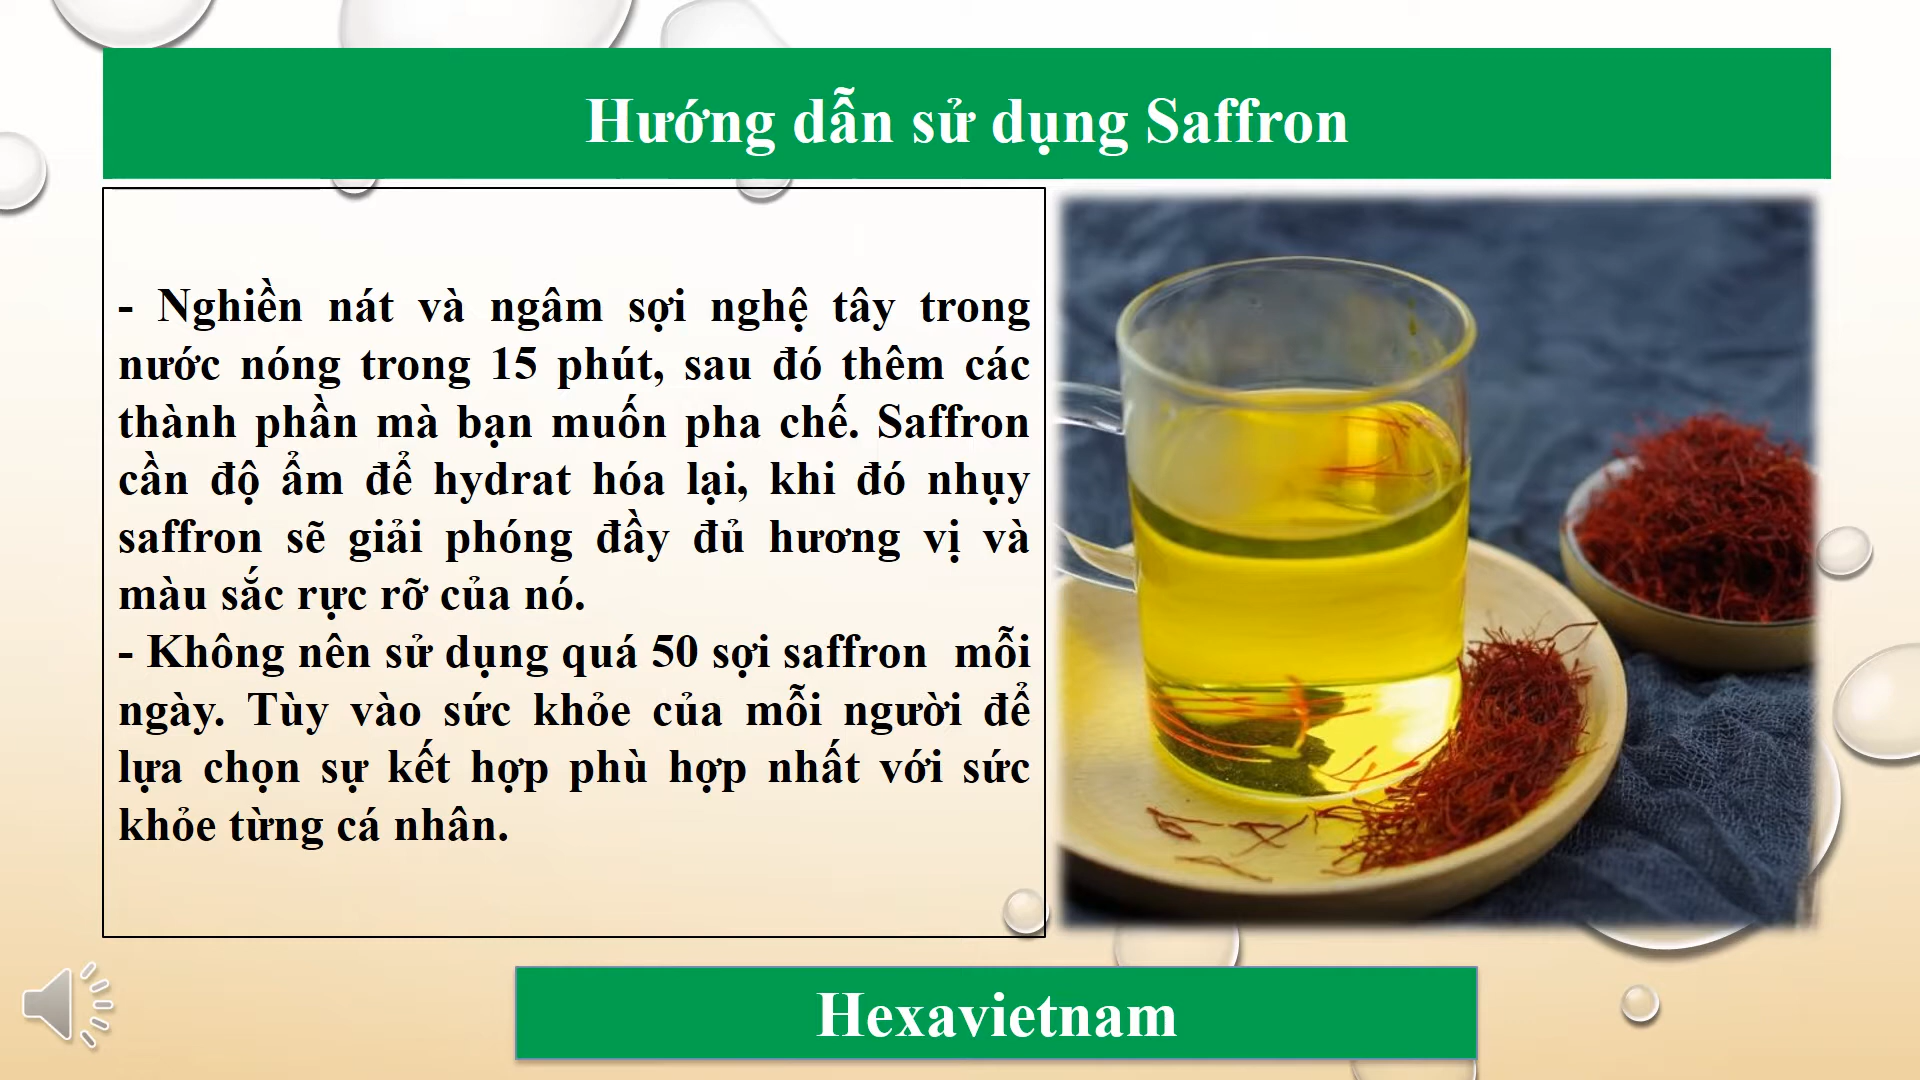 Hướng dẫn sử dụng Saffron
- Nghiền nát và ngâm sợi nghệ tây trong
nước nóng trong 15 phút, sau đó thêm các
thành phần mà bạn muốn pha chế. Saffron
cần độ ẩm để hydrat hóa lại, khi đó nhụy
saffron sẽ giải phóng đầy đủ hương vị và
màu sắc rực rỡ của nó.
- Không nên sử dụng quá 50 sợi saffron  mỗi
ngày. Tùy vào sức khỏe của mỗi người để
lựa chọn sự kết hợp phù hợp nhất với sức
khỏe từng cá nhân.
Hexavietnam